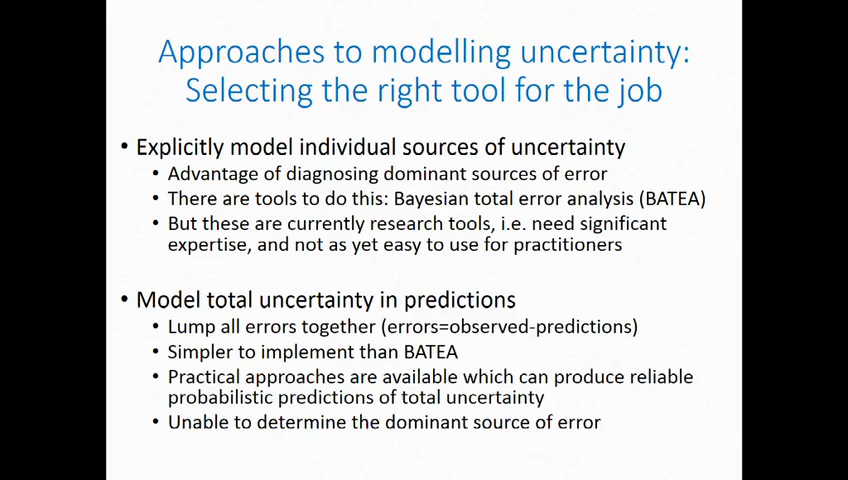 Approaches to modelling uncertainty:
Selecting the right tool for the job
• Explicitly model individual sources of uncertainty
• Advantage of diagnosing dominant sources of error
• There are tools to do this: Bayesian total error analysis (BATEA)
• But these are currently research tools, i.e. need significant
expertise, and not as yet easy to use for practitioners
• Model total uncertainty in predictions
• Lump all errors together (errors=observed-predictions)
• Simpler to implement than BATEA
• Practical approaches are available which can produce reliable
probabilistic predictions of total uncertainty
• Unable to determine the dominant source of error